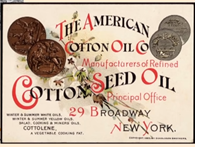 THE AMERICAN
COTTON OIL CO.
Manufacturers of Refined
COTTON SEED OIL
Principal Office
29 BROADWAY
NEW YORK.
WINTER & SUMMER WHITE OILS,
WINTER & SUMMER YELLOW OILS,
SALAD, COOKING & MINERS OILS,
COTTOLENE,
A VEGETABLE COOKING FAT.